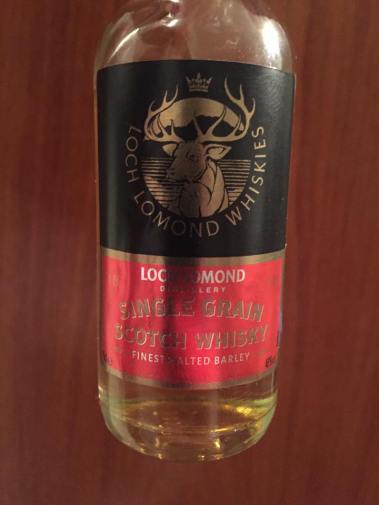 LOCH LOMOND WHISKIES
LOCH LOMOND
DISTILLERY
SINGLE GRAIN
SCOTCH WHISKY
FINEST MALTED BARLEY